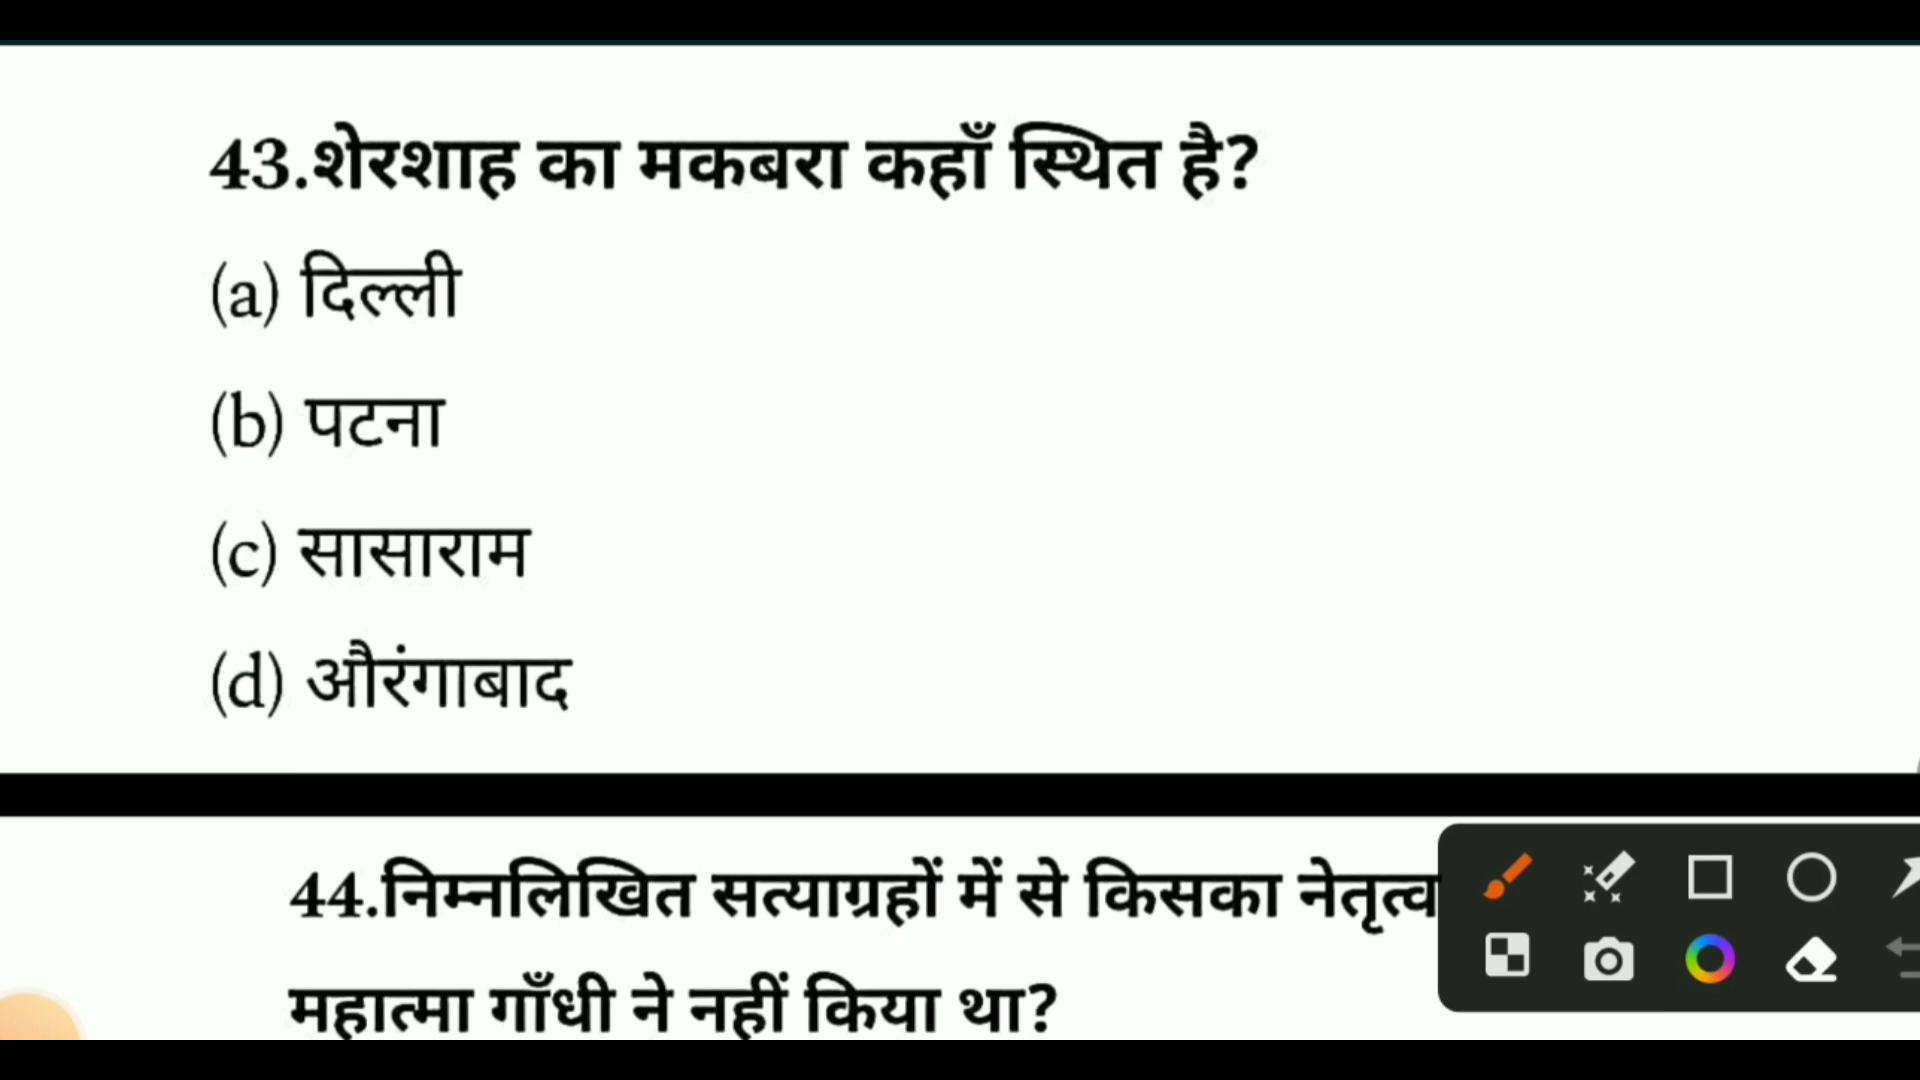 43.शेरशाह का मकबरा कहाँ स्थित है?
(a) दिल्ली
(b) पटना
(c) सासाराम
(d) औरंगाबाद
44.निम्नलिखित सत्याग्रहों में से किसका नेतृत्व
महात्मा गाँधी ने नहीं किया था?